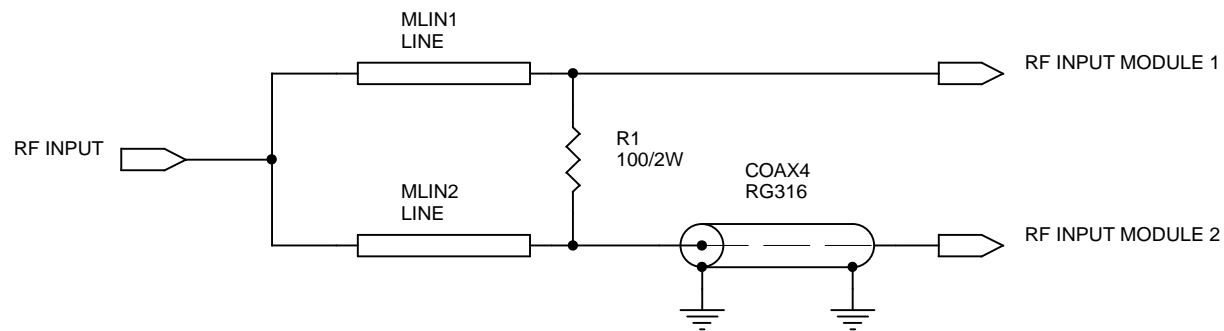 MLIN1
LINE
RF INPUT MODULE 1
RF INPUT
R1
100/2W
MLIN2
LINE
COAX4
RG316
RF INPUT MODULE 2